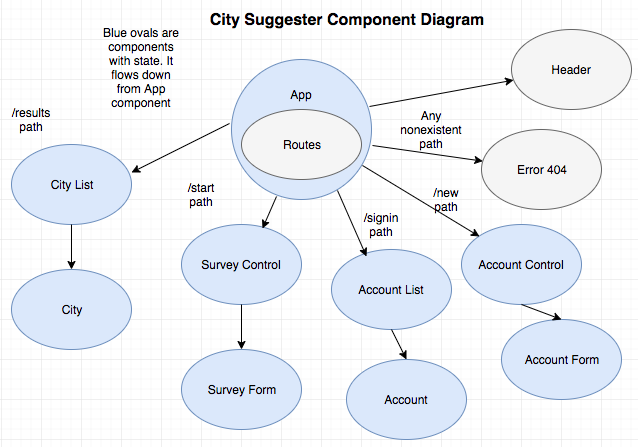 City Suggester Component Diagram
Blue ovals are
components
with state. It
flows down
from App
component
App
Routes
Header
Any
nonexistent
path
Error 404
/results
path
City List
City
/start
path
Survey Control
Survey Form
/signin
path
Account List
Account
/new
path
Account Control
Account Form